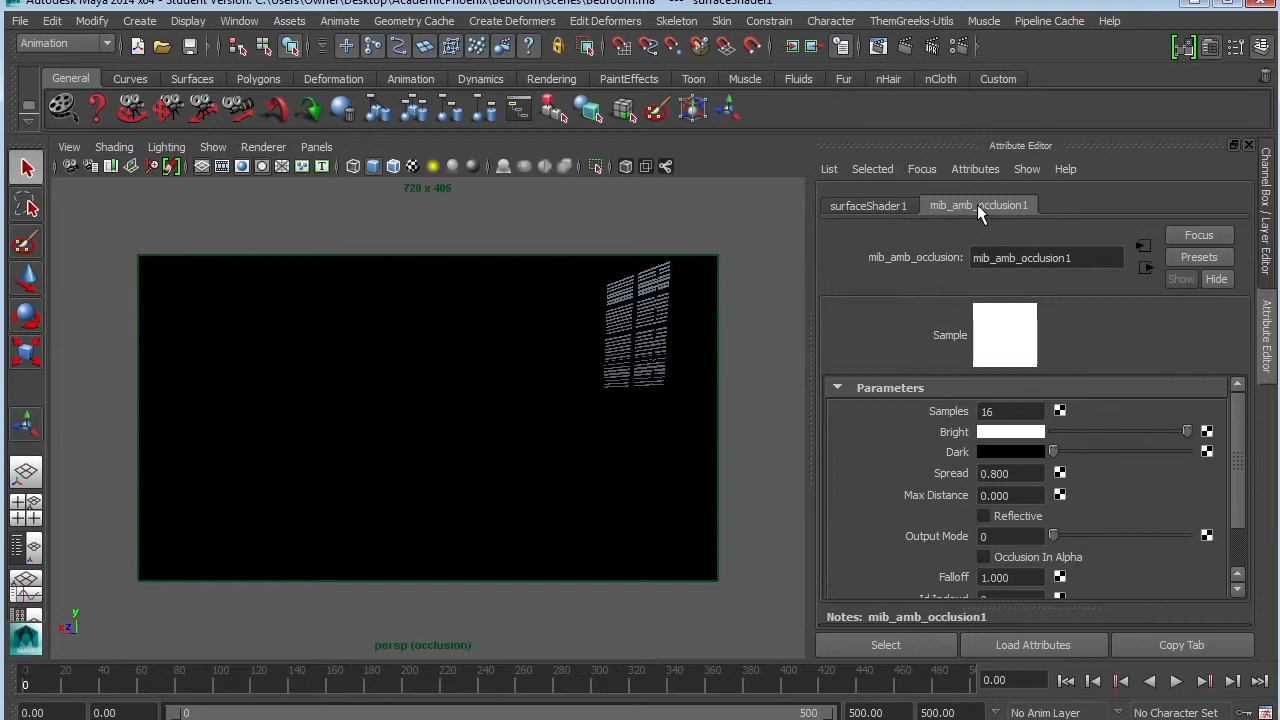 Autodesk Maya 2014 x64 - Student Version: C:\Users\Owner\Desktop\AcademicPhoenix\Bedroom\scenes\Bedroom.ma --- surfaceShader1
File Edit Modify Create Display Window Assets Animate Geometry Cache Create Deformers Edit Deformers Skeleton Skin Constrain Character ThemGreeks-Utils Muscle Pipeline Cache Help
Animation
General Curves Surfaces Polygons Deformation Animation Dynamics Rendering PaintEffects Toon Muscle Fluids Fur nHair nCloth Custom
View Shading Lighting Show Renderer Panels
720 x 405
persp (occlusion)
y
x z
Attribute Editor
List Selected Focus Attributes Show Help
surfaceShader1 mib_amb_occlusion1
mib_amb_occlusion: mib_amb_occlusion1
Focus
Presets
Show Hide
Sample
Parameters
Samples 16
Bright
Dark
Spread 0.800
Max Distance 0.000
Reflective
Output Mode 0
Occlusion In Alpha
Falloff 1.000
Notes: mib_amb_occlusion1
Select Load Attributes Copy Tab
Channel Box / Layer Editor
Attribute Editor
0 20 40 60 80 100 120 140 160 180 200 220 240 260 280 300 320 340 360 380 400 420 440 460 480
0
0.00
0.00 0.00 0 500 500.00 500.00 No Anim Layer No Character Set